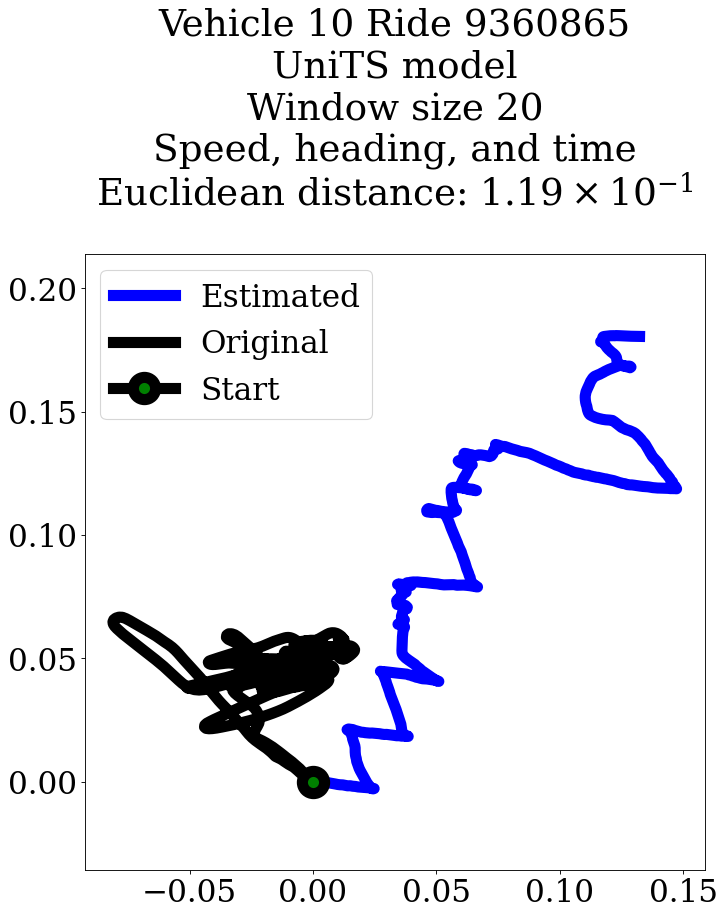 Vehicle 10 Ride 9360865
UniTS model
Window size 20
Speed, heading, and time
Euclidean distance: 1.19 × 10⁻¹
0.20
0.15
0.10
0.05
0.00
Estimated
Original
Start
−0.05 0.00 0.05 0.10 0.15